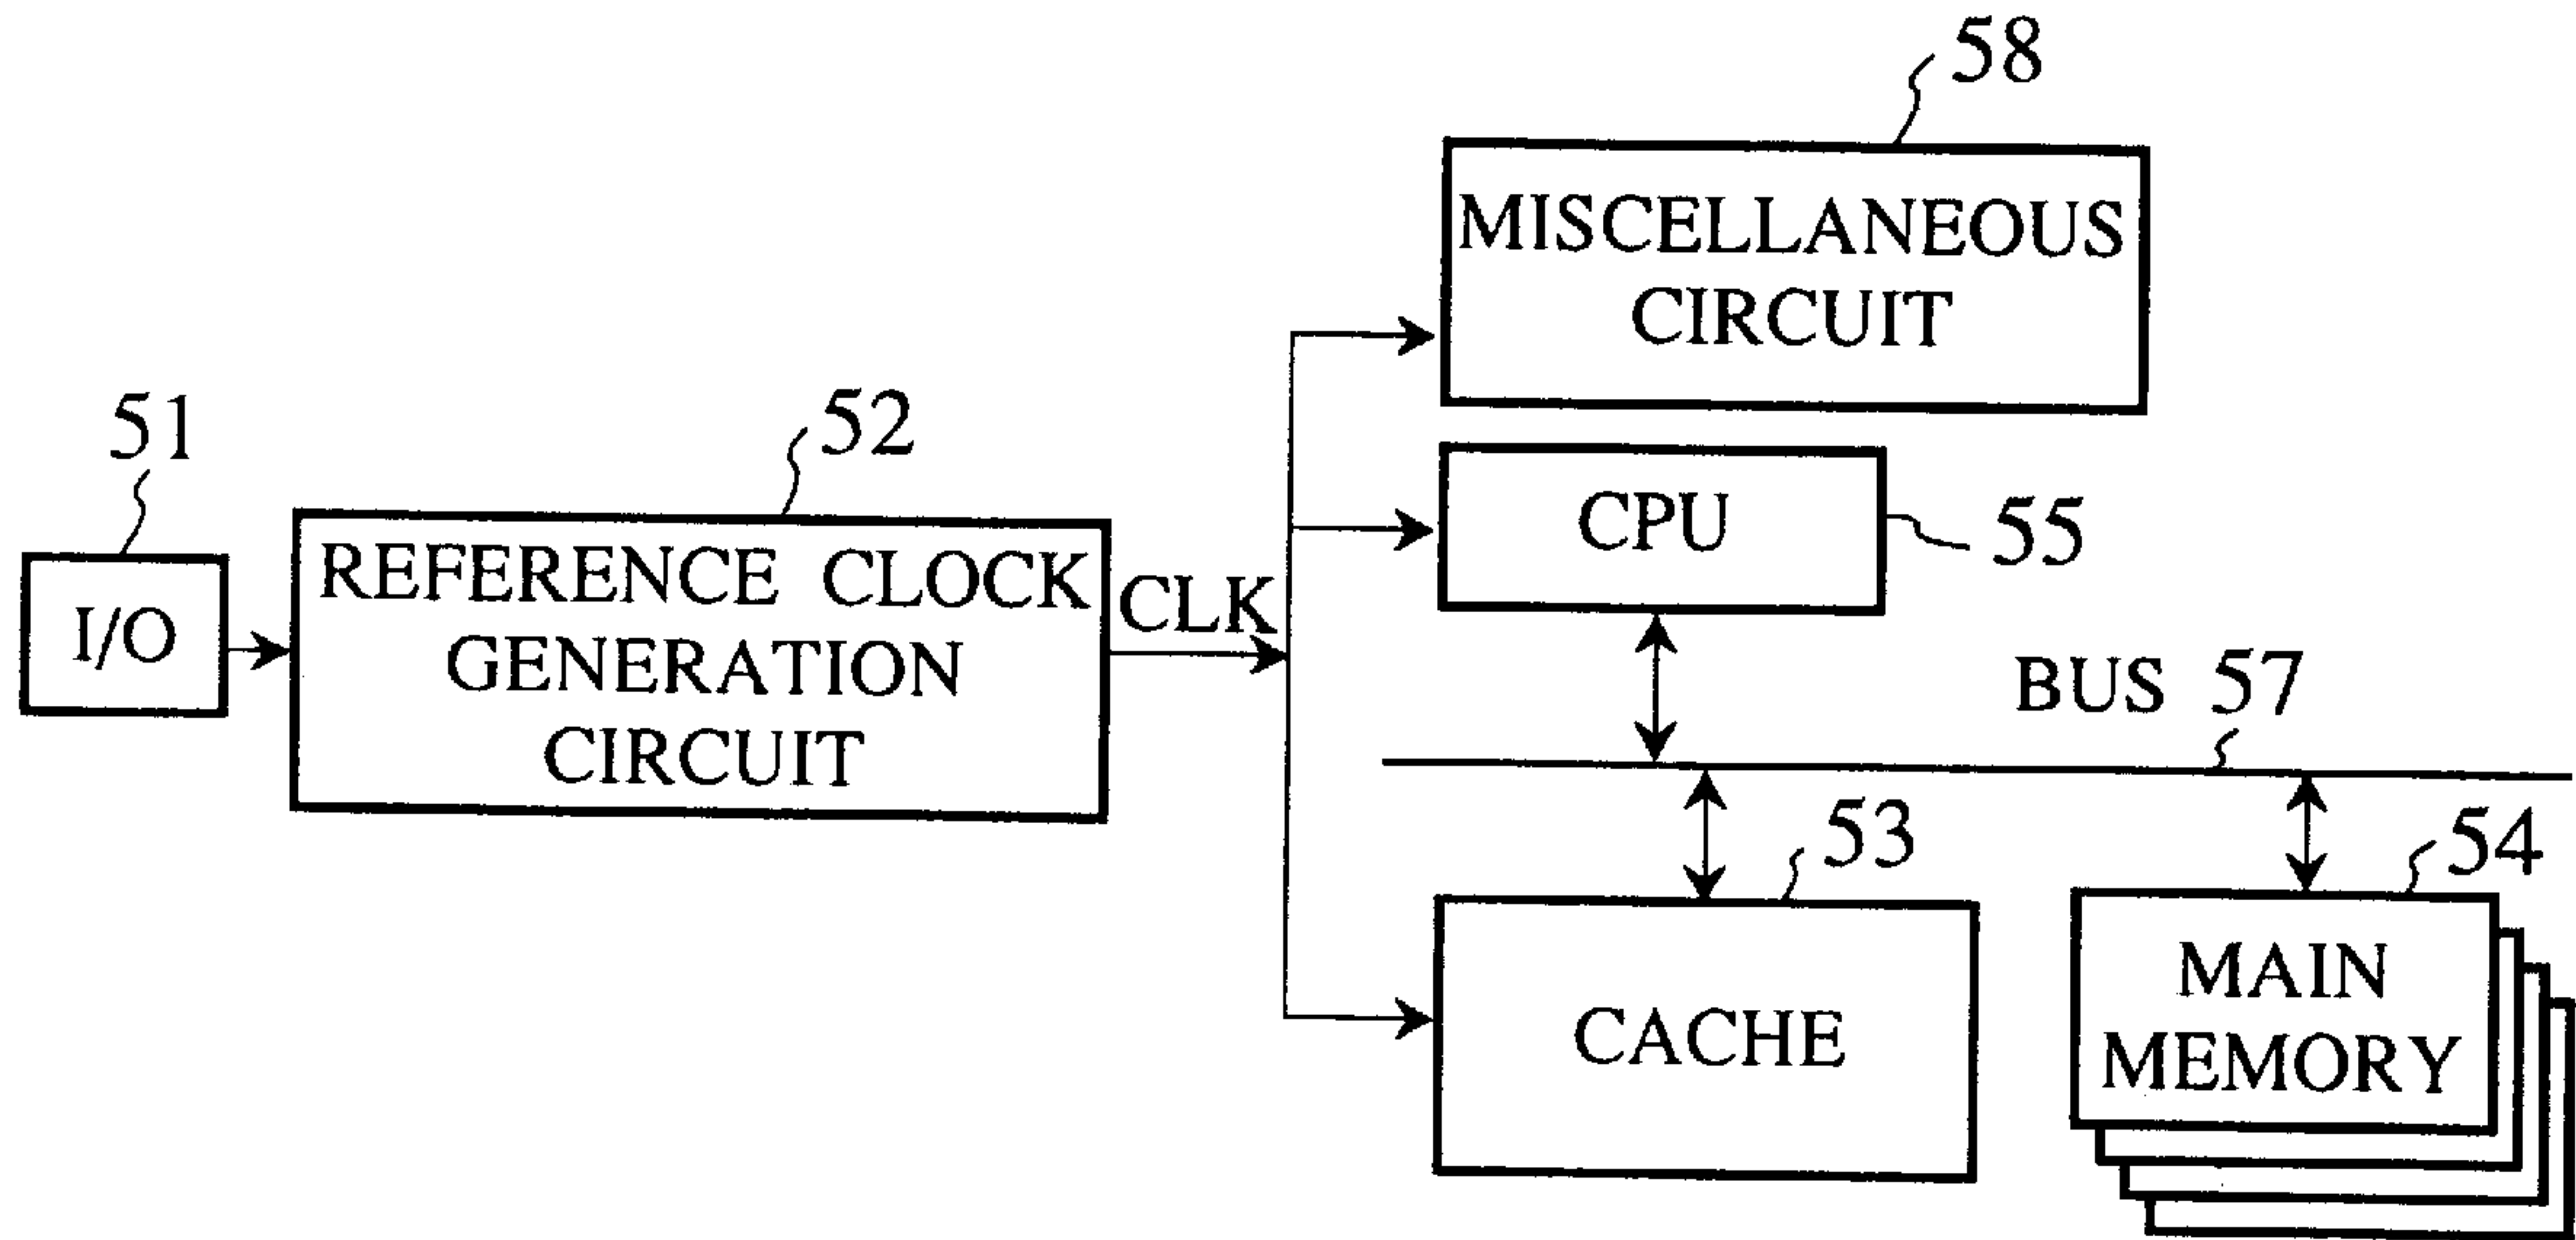 58
MISCELLANEOUS
CIRCUIT
51
I/O
52
REFERENCE CLOCK
GENERATION
CIRCUIT
CLK
CPU
55
BUS 57
53
CACHE
54
MAIN
MEMORY